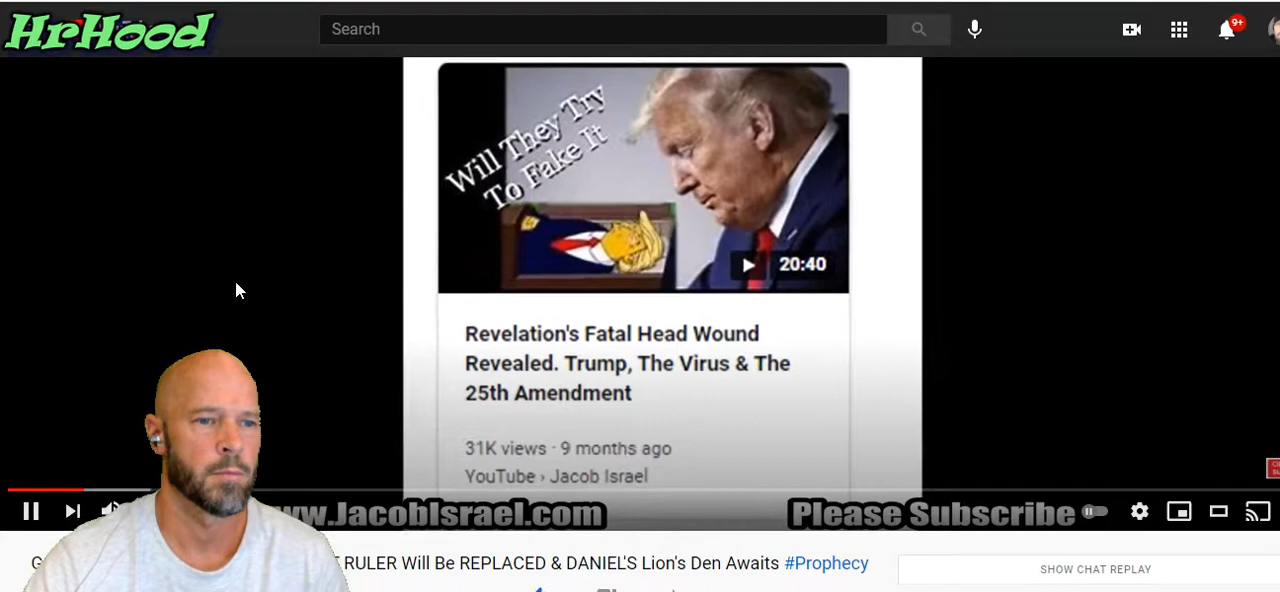 HrHood
Search
9+
Will They Try
To Fake It
20:40
Revelation's Fatal Head Wound
Revealed. Trump, The Virus & The
25th Amendment
31K views · 9 months ago
YouTube › Jacob Israel
ww.JacobIsrael.com
Please Subscribe
RULER Will Be REPLACED & DANIEL'S Lion's Den Awaits #Prophecy
SHOW CHAT REPLAY